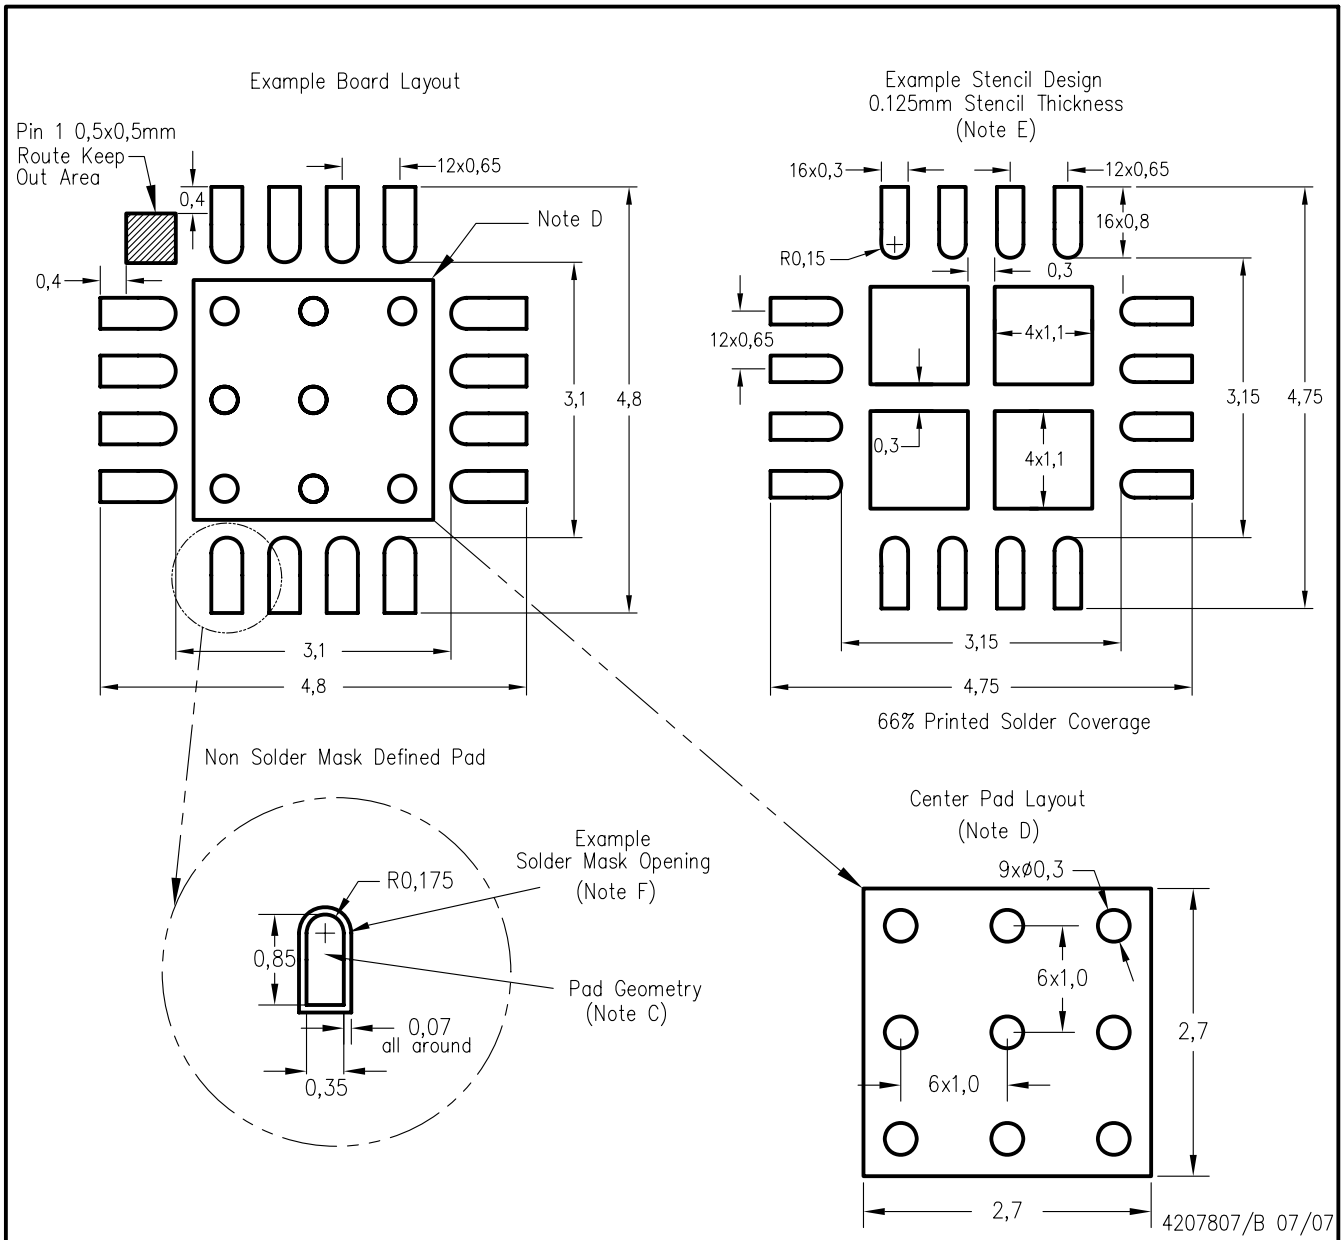 Example Board Layout
Pin 1 0,5x0,5mm
Route Keep
Out Area
0,4
12x0,65
Note D
0,4
3,1
4,8
3,1
4,8
Example Stencil Design
0.125mm Stencil Thickness
(Note E)
16x0,3
12x0,65
16x0,8
R0,15
0,3
12x0,65
4x1,1
0,3
4x1,1
3,15
4,75
3,15
4,75
66% Printed Solder Coverage
Non Solder Mask Defined Pad
Example
Solder Mask Opening
(Note F)
R0,175
0,85
Pad Geometry
(Note C)
0,07
all around
0,35
Center Pad Layout
(Note D)
9xø0,3
6x1,0
6x1,0
2,7
2,7
4207807/B 07/07